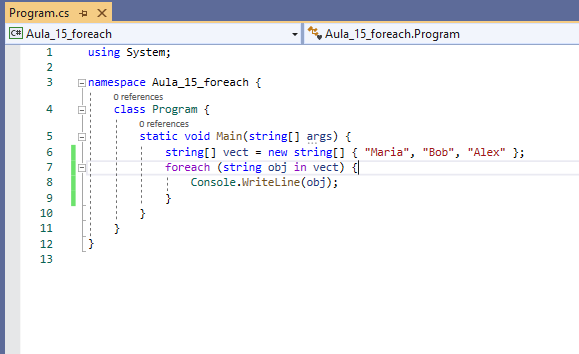 Program.cs
C# Aula_15_foreach Aula_15_foreach.Program
1 using System;
2
3 namespace Aula_15_foreach {
0 references
4 class Program {
0 references
5 static void Main(string[] args) {
6 string[] vect = new string[] { "Maria", "Bob", "Alex" };
7 foreach (string obj in vect) {
8 Console.WriteLine(obj);
9 }
10 }
11 }
12 }
13